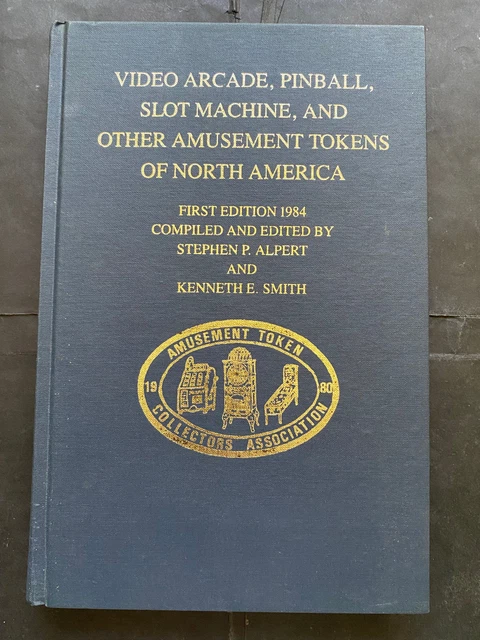 VIDEO ARCADE, PINBALL,
SLOT MACHINE, AND
OTHER AMUSEMENT TOKENS
OF NORTH AMERICA
FIRST EDITION 1984
COMPILED AND EDITED BY
STEPHEN P. ALPERT
AND
KENNETH E. SMITH
AMUSEMENT TOKEN
19 80
COLLECTORS ASSOCIATION